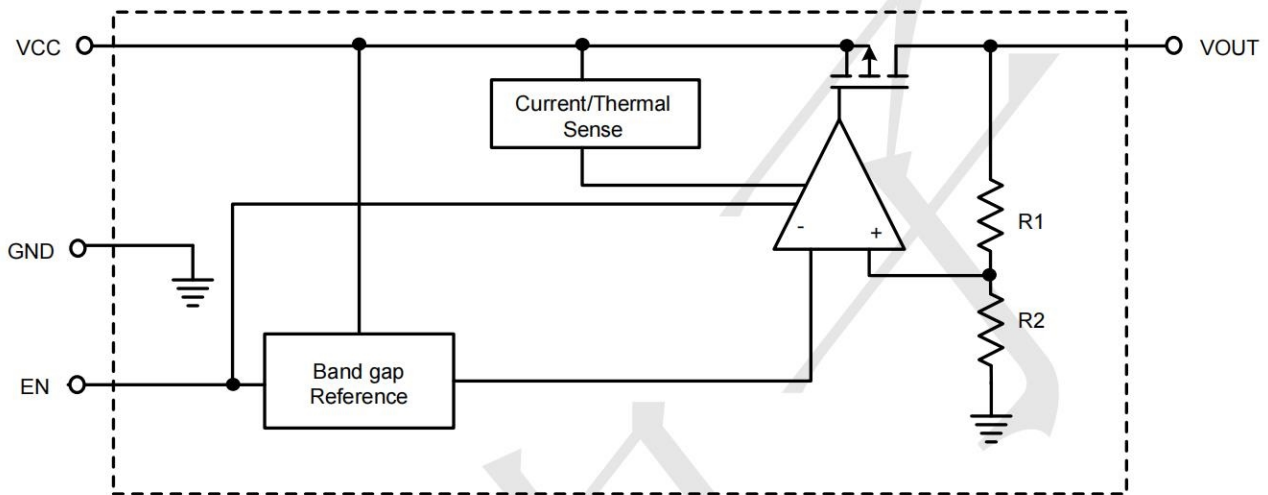 VCC
VOUT
Current/Thermal
Sense
R1
-
+
GND
R2
EN
Band gap
Reference